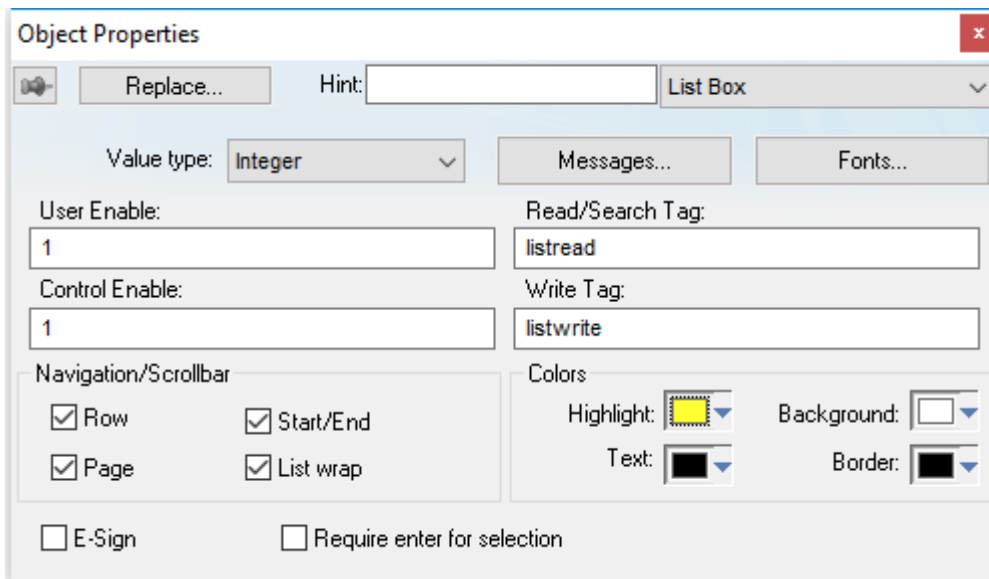 Object Properties x
Replace... Hint: List Box
Value type: Integer Messages... Fonts...
User Enable: Read/Search Tag:
1 listread
Control Enable: Write Tag:
1 listwrite
Navigation/Scrollbar Colors
Row Start/End Highlight: Background:
Page List wrap Text: Border:
E-Sign Require enter for selection